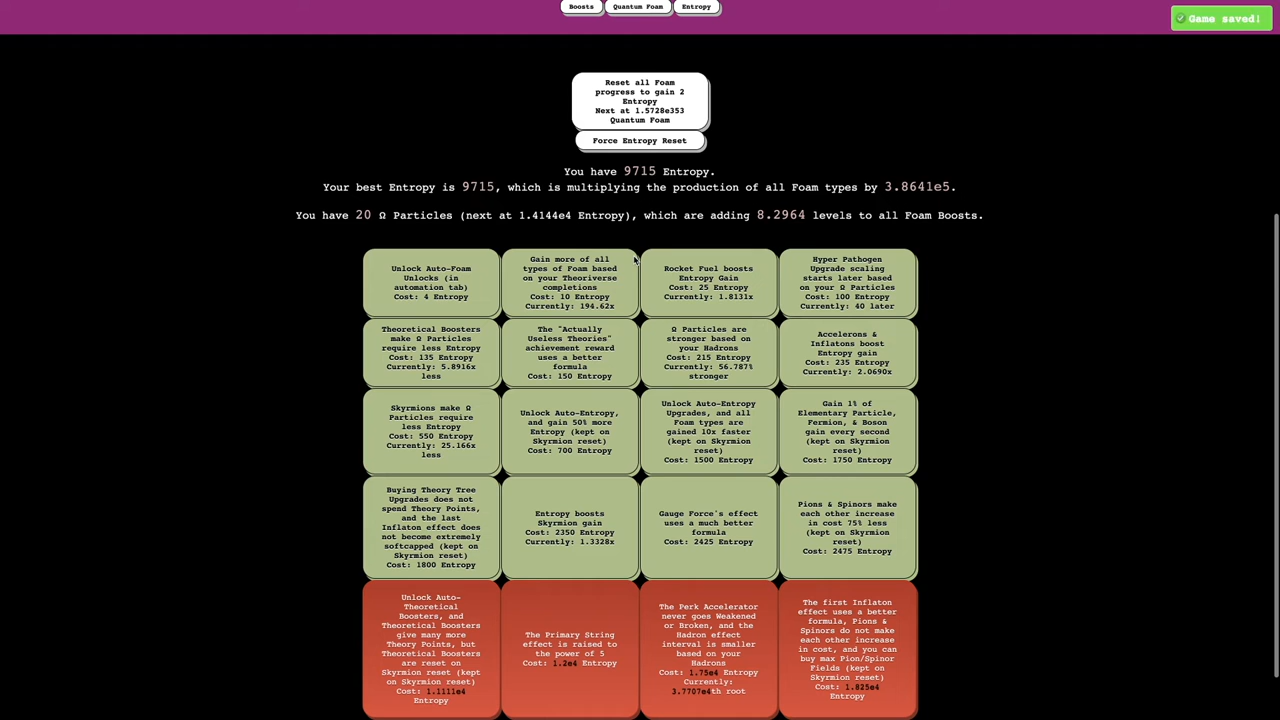 Boosts
Quantum Foam
Entropy
Game saved!
Reset all Foam
progress to gain 2
Entropy
Next at 1.5728e353
Quantum Foam
Force Entropy Reset
You have 9715 Entropy.
Your best Entropy is 9715, which is multiplying the production of all Foam types by 3.8641e5.
You have 20 Ω Particles (next at 1.4144e4 Entropy), which are adding 8.2964 levels to all Foam Boosts.
Unlock Auto-Foam
Unlocks (in
automation tab)
Cost: 4 Entropy
Gain more of all
types of Foam based
on your Theoriverse
completions
Cost: 10 Entropy
Currently: 194.62x
Rocket Fuel boosts
Entropy Gain
Cost: 25 Entropy
Currently: 1.8131x
Hyper Pathogen
Upgrade scaling
starts later based
on your Ω Particles
Cost: 100 Entropy
Currently: 40 later
Theoretical Boosters
make Ω Particles
require less Entropy
Cost: 135 Entropy
Currently: 5.8916x
less
The "Actually
Useless Theories"
achievement reward
uses a better
formula
Cost: 150 Entropy
Ω Particles are
stronger based on
your Hadrons
Cost: 215 Entropy
Currently: 56.787%
stronger
Accelerons &
Inflatons boost
Entropy gain
Cost: 235 Entropy
Currently: 2.0690x
Skyrmions make Ω
Particles require
less Entropy
Cost: 550 Entropy
Currently: 25.166x
less
Unlock Auto-Entropy,
and gain 50% more
Entropy (kept on
Skyrmion reset)
Cost: 700 Entropy
Unlock Auto-Entropy
Upgrades, and all
Foam types are
gained 10x faster
(kept on Skyrmion
reset)
Cost: 1500 Entropy
Gain 1% of
Elementary Particle,
Fermion, & Boson
gain every second
(kept on Skyrmion
reset)
Cost: 1750 Entropy
Buying Theory Tree
Upgrades does not
spend Theory Points,
and the last
Inflaton effect does
not become extremely
softcapped (kept on
Skyrmion reset)
Cost: 1800 Entropy
Entropy boosts
Skyrmion gain
Cost: 2350 Entropy
Currently: 1.3328x
Gauge Force's effect
uses a much better
formula
Cost: 2425 Entropy
Pions & Spinors make
each other increase
in cost 75% less
(kept on Skyrmion
reset)
Cost: 2475 Entropy
Unlock Auto-
Theoretical
Boosters, and
Theoretical Boosters
give many more
Theory Points, but
Theoretical Boosters
are reset on
Skyrmion reset (kept
on Skyrmion reset)
Cost: 1.1111e4
Entropy
The Primary String
effect is raised to
the power of 5
Cost: 1.2e4 Entropy
The Perk Accelerator
never goes Weakened
or Broken, and the
Hadron effect
interval is smaller
based on your
Hadrons
Cost: 1.75e4 Entropy
Currently:
3.7707e4th root
The first Inflaton
effect uses a better
formula, Pions &
Spinors do not make
each other increase
in cost, and you can
buy max Pion/Spinor
Fields (kept on
Skyrmion reset)
Cost: 1.825e4
Entropy